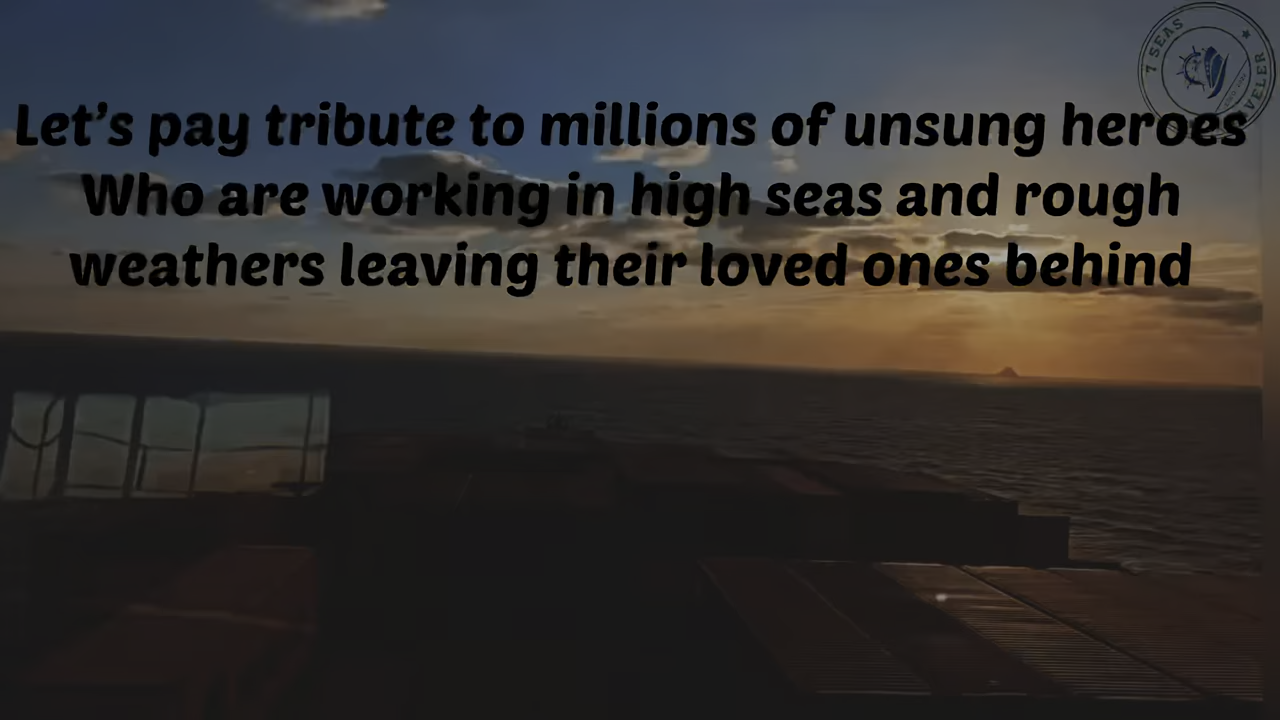 7 SEAS
Let's pay tribute to millions of unsung heroes
Who are working in high seas and rough
weathers leaving their loved ones behind